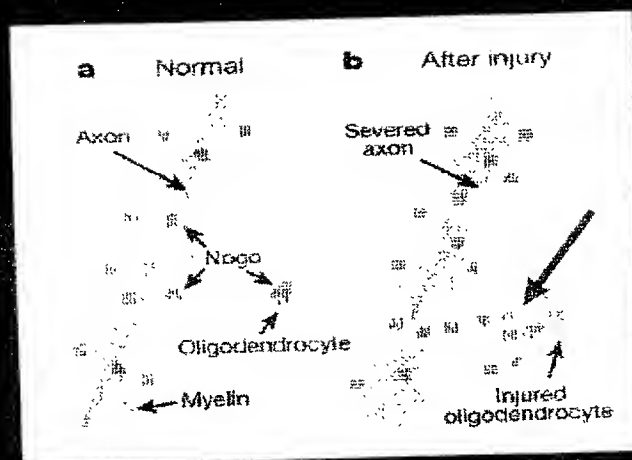 a Normal
Axon
Nogo
Oligodendrocyte
Myelin
b After injury
Severed
axon
Injured
oligodendrocyte